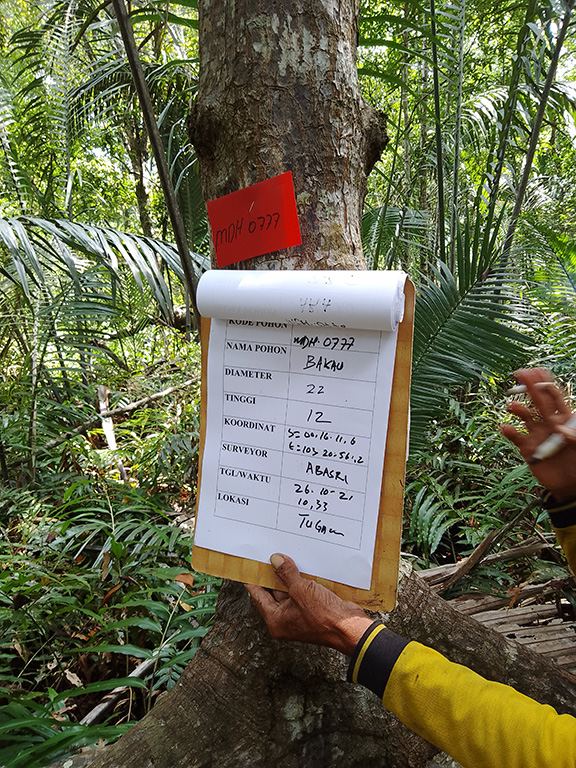 MDH.0777
KODE POHON
MDH.0777
NAMA POHON BAKAU
DIAMETER 22
TINGGI 12
KOORDINAT S=00.16.11,6
E=103 20.56.,2
SURVEYOR ABASRI
TGL/WAKTU 26.10-21
10,33
LOKASI